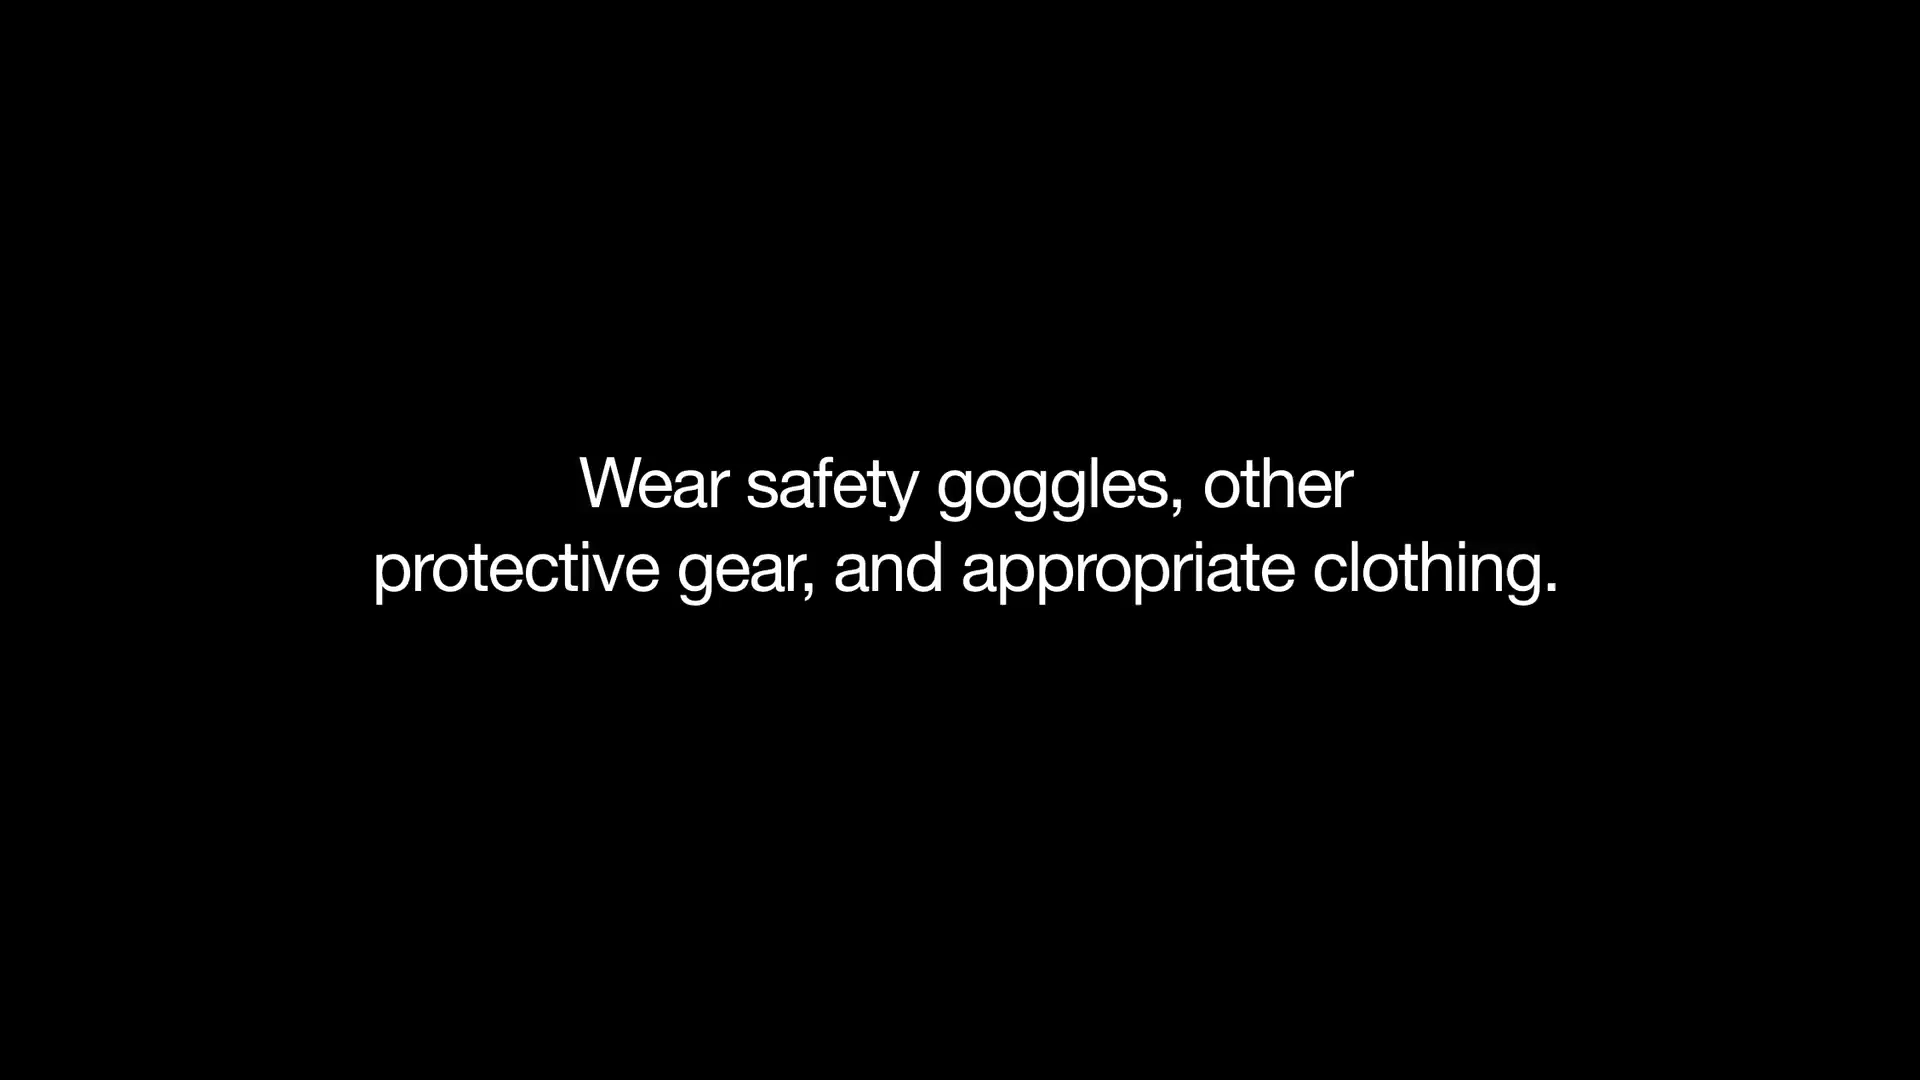 Wear safety goggles, other
protective gear, and appropriate clothing.